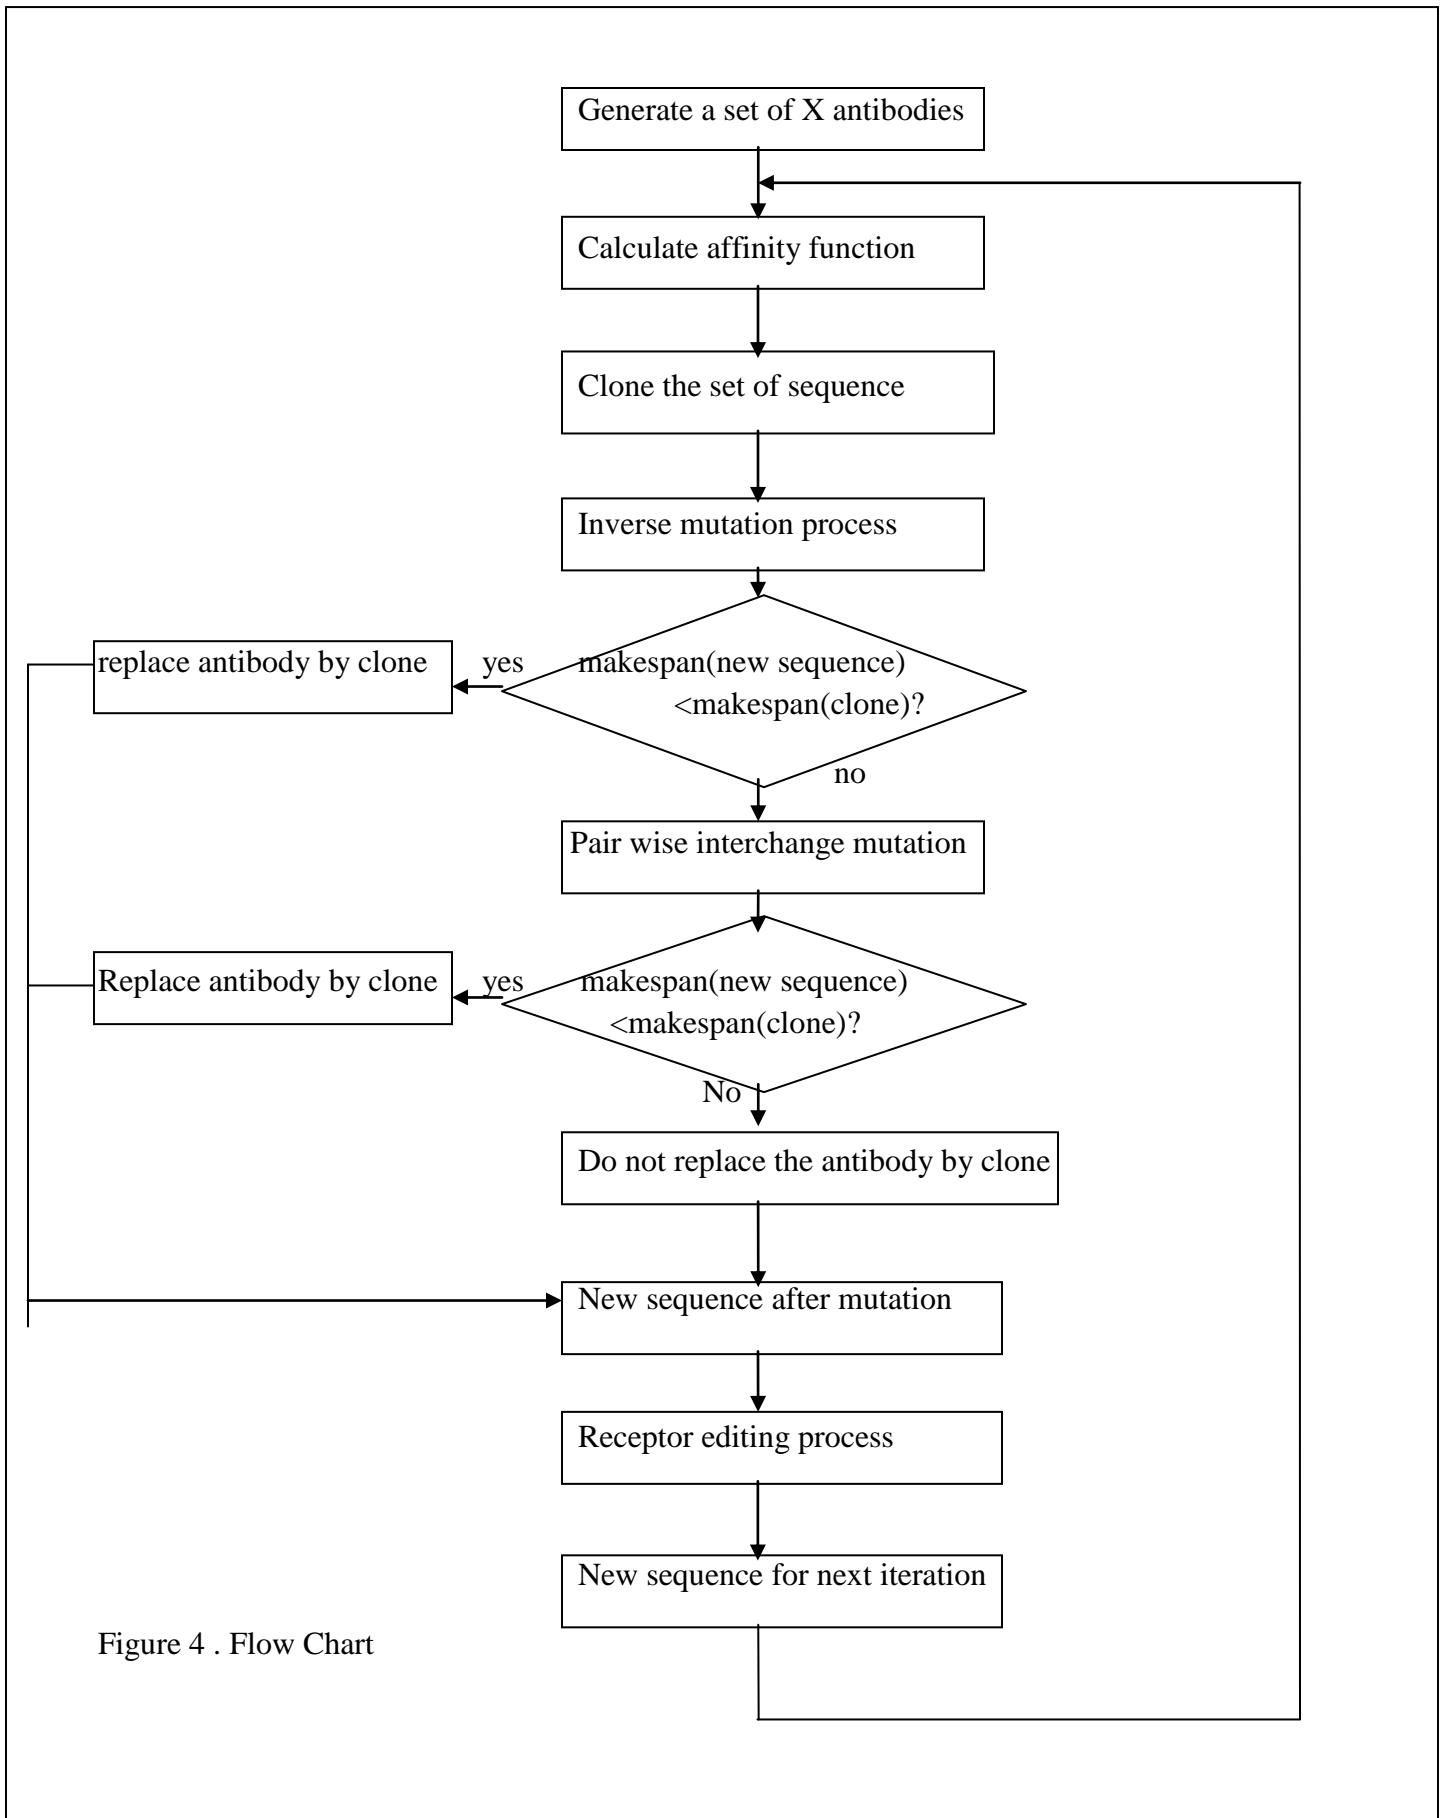 Generate a set of X antibodies
Calculate affinity function
Clone the set of sequence
Inverse mutation process
replace antibody by clone
yes
makespan(new sequence)
<makespan(clone)?
no
Pair wise interchange mutation
Replace antibody by clone
yes
makespan(new sequence)
<makespan(clone)?
No
Do not replace the antibody by clone
New sequence after mutation
Receptor editing process
New sequence for next iteration
Figure 4 . Flow Chart